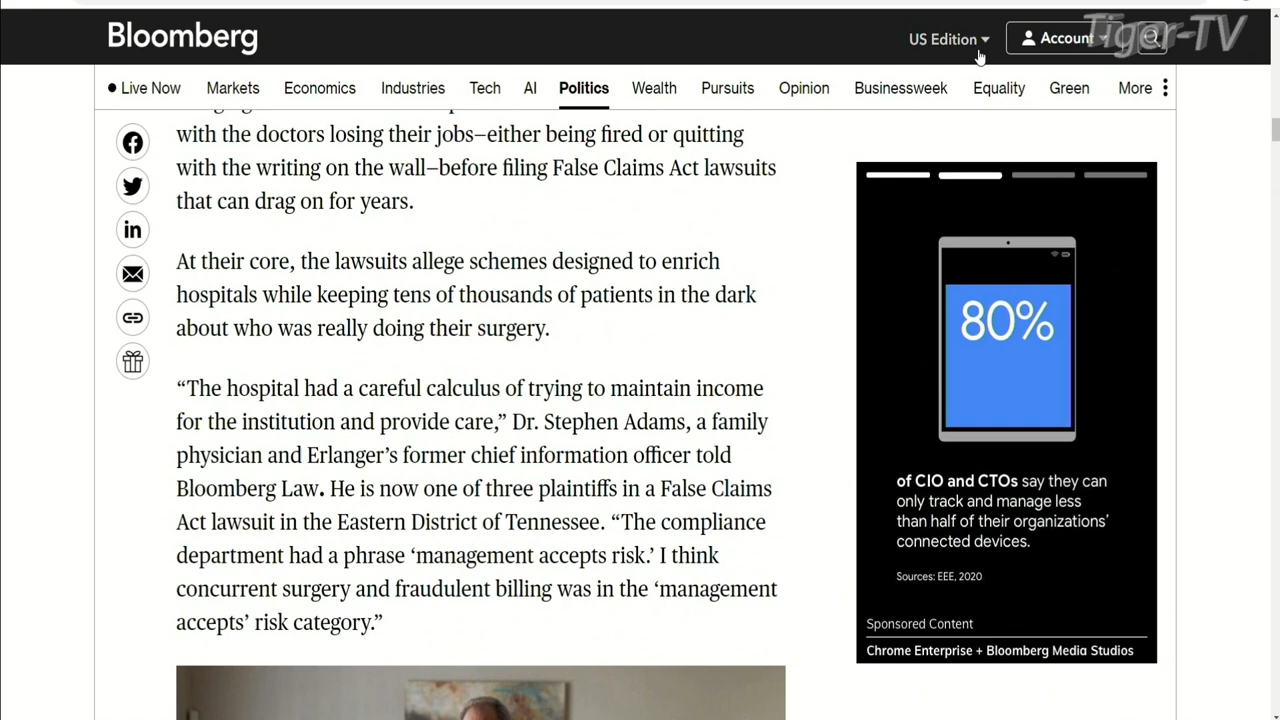 Bloomberg
US Edition
Account
Tiger-TV
Live Now Markets Economics Industries Tech AI Politics Wealth Pursuits Opinion Businessweek Equality Green More
with the doctors losing their jobs—either being fired or quitting
with the writing on the wall—before filing False Claims Act lawsuits
that can drag on for years.
At their core, the lawsuits allege schemes designed to enrich
hospitals while keeping tens of thousands of patients in the dark
about who was really doing their surgery.
“The hospital had a careful calculus of trying to maintain income
for the institution and provide care,” Dr. Stephen Adams, a family
physician and Erlanger’s former chief information officer told
Bloomberg Law. He is now one of three plaintiffs in a False Claims
Act lawsuit in the Eastern District of Tennessee. “The compliance
department had a phrase ‘management accepts risk.’ I think
concurrent surgery and fraudulent billing was in the ‘management
accepts’ risk category.”
80%
of CIO and CTOs say they can
only track and manage less
than half of their organizations’
connected devices.
Sources: EEE, 2020
Sponsored Content
Chrome Enterprise + Bloomberg Media Studios